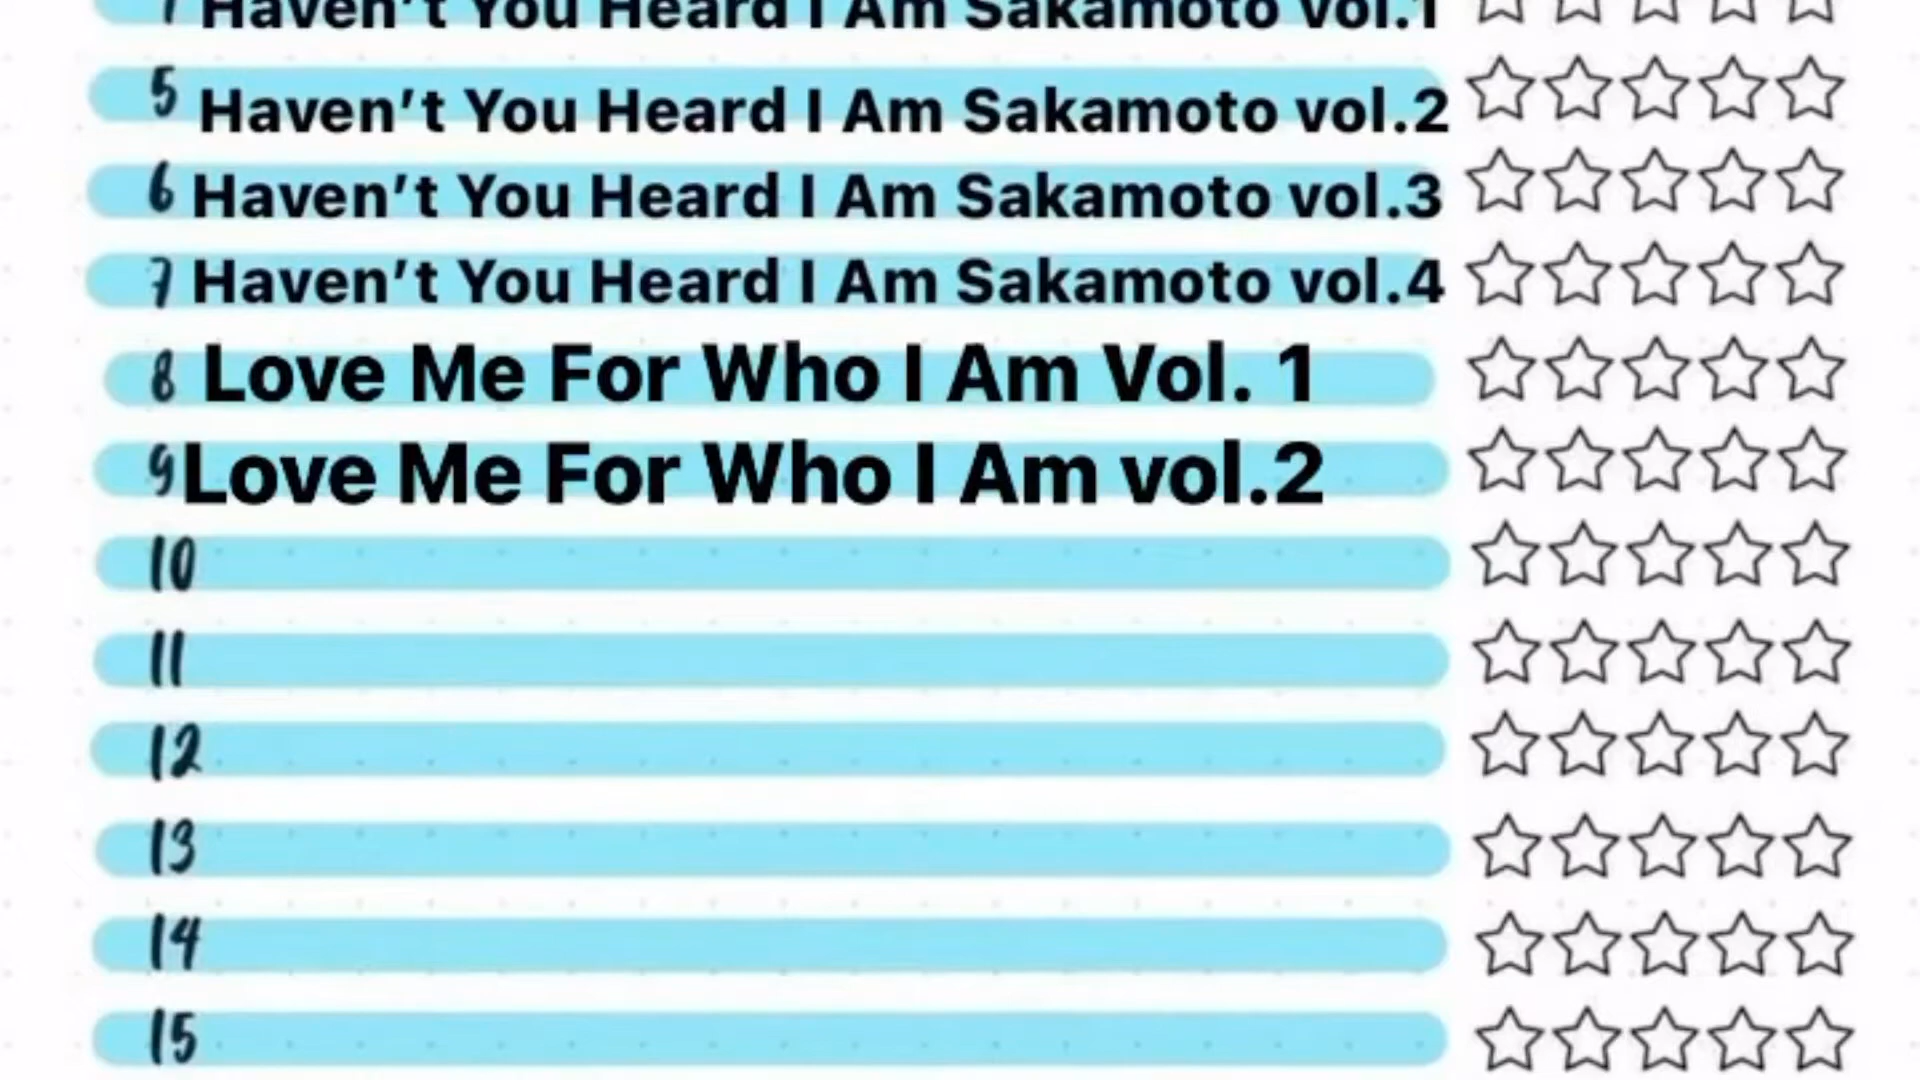 Haven't You Heard I Am Sakamoto vol.1
5 Haven't You Heard I Am Sakamoto vol.2
6 Haven't You Heard I Am Sakamoto vol.3
7 Haven't You Heard I Am Sakamoto vol.4
8 Love Me For Who I Am Vol. 1
9 Love Me For Who I Am vol.2
10
11
12
13
14
15